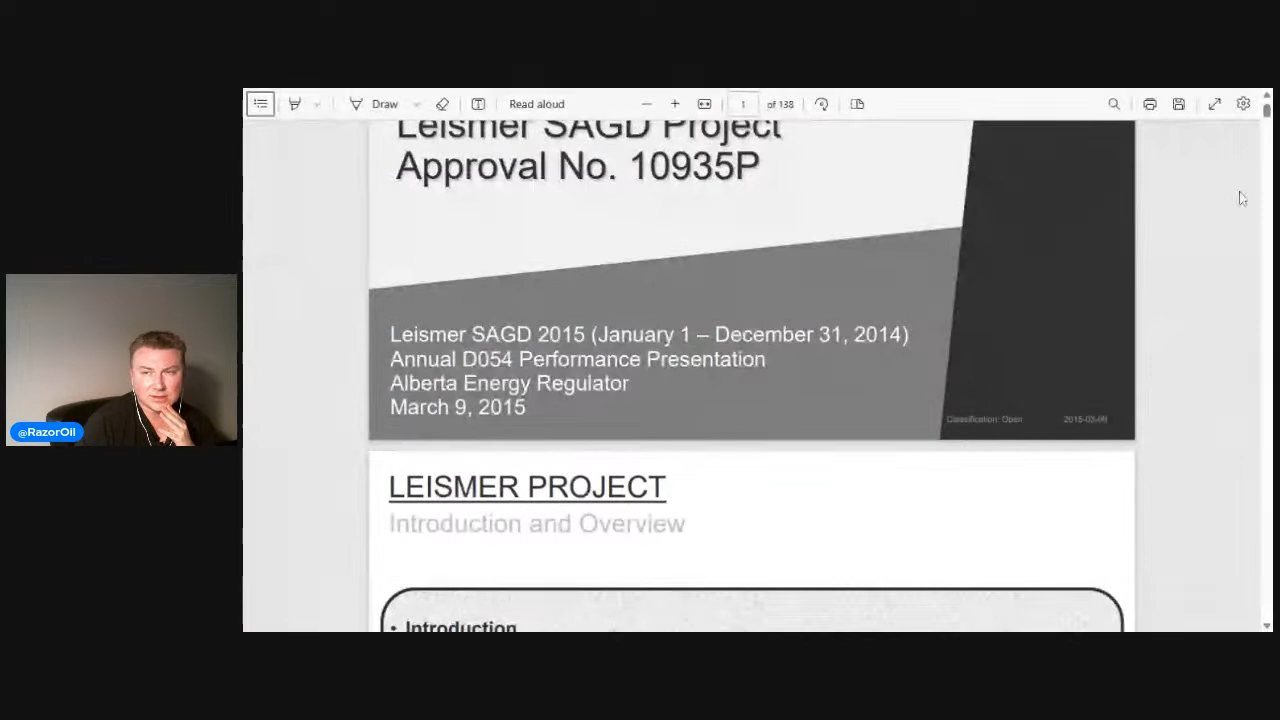 Draw
Read aloud
1 of 138
Leismer SAGD Project
Approval No. 10935P
Leismer SAGD 2015 (January 1 – December 31, 2014)
Annual D054 Performance Presentation
Alberta Energy Regulator
March 9, 2015
Classification: Open 2015-03-09
@RazorOil
LEISMER PROJECT
Introduction and Overview
• Introduction